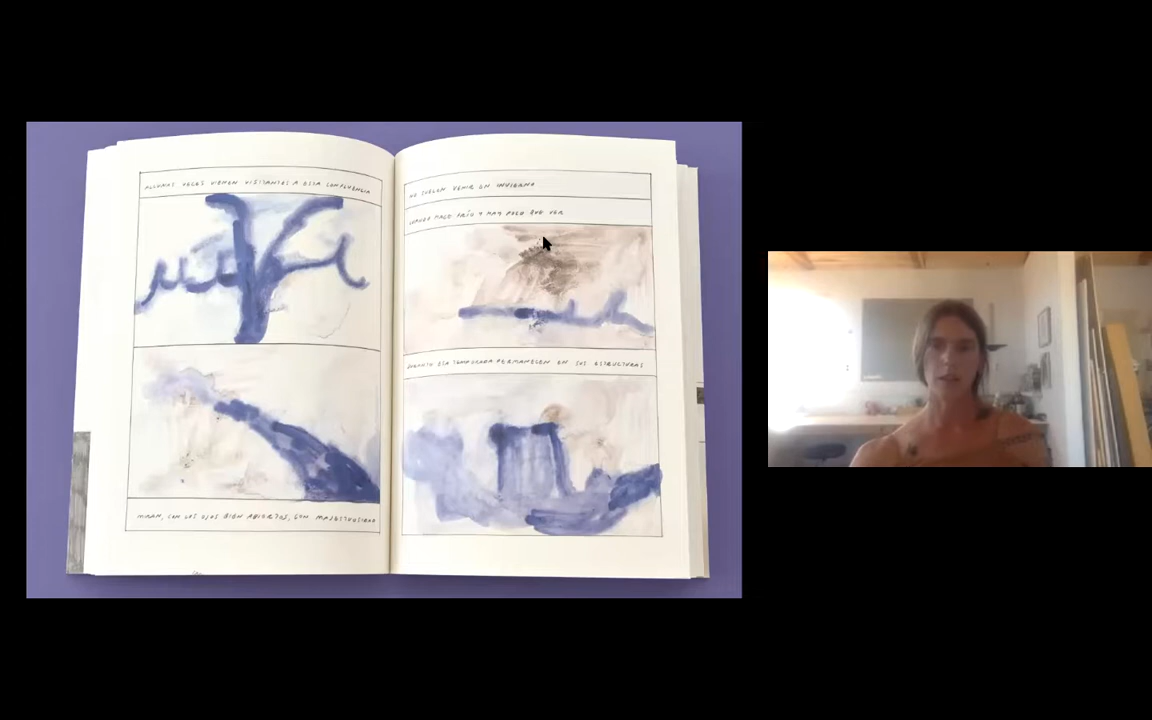 ALGUNAS VECES VIENEN VISITANTES A ESTA CONFLUENCIA
MIRAN, CON LOS OJOS BIEN ABIERTOS, CON MAJESTUOSIDAD
NO SUELEN VENIR EN INVIERNO
CUANDO HACE FRÍO Y HAY POCO QUE VER
DURANTE ESA TEMPORADA PERMANECEN EN SUS ESTRUCTURAS